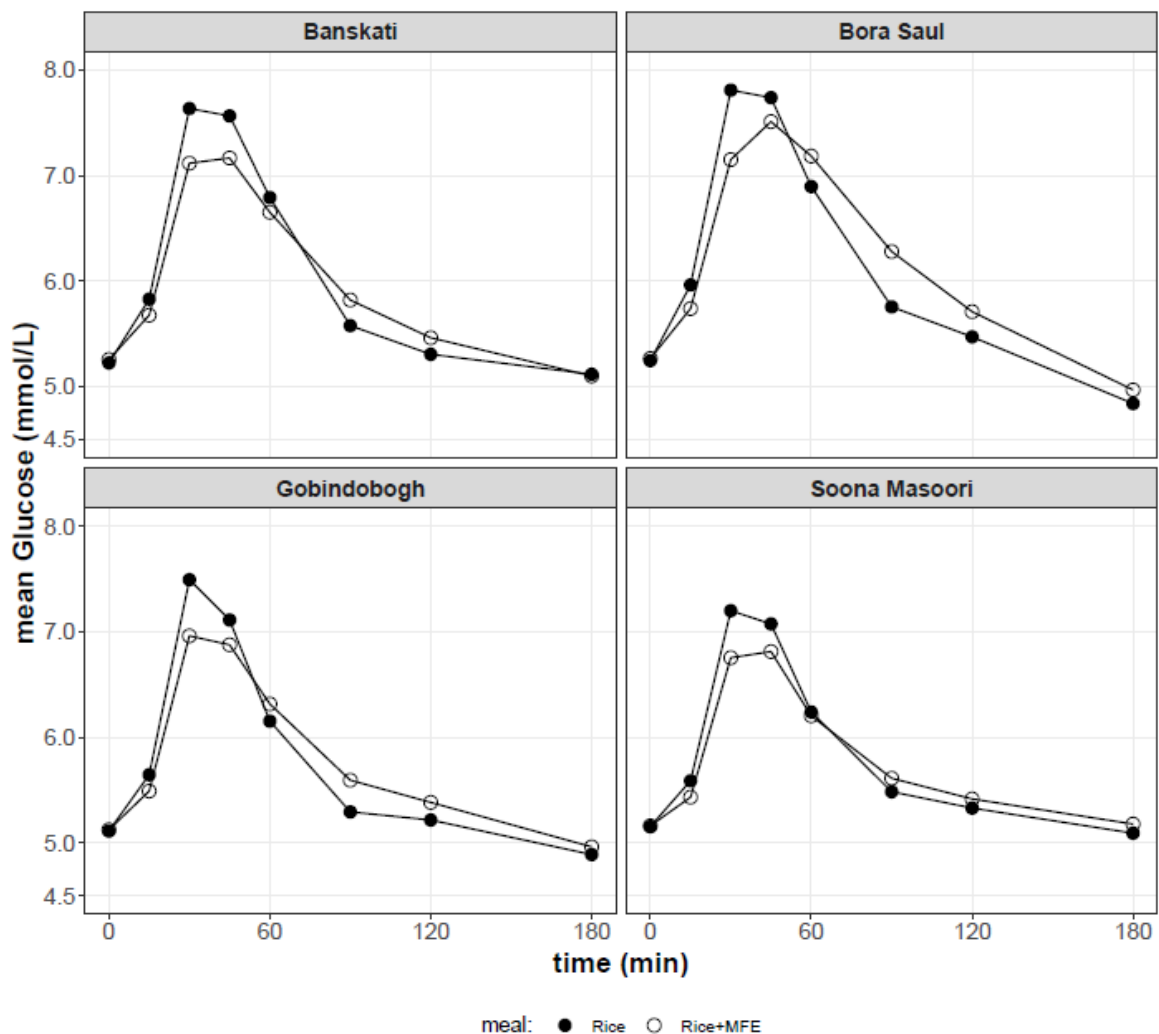 Banskati Bora Saul
8.0
7.0
6.0
5.0
4.5
Gobindobogh Soona Masoori
8.0
7.0
6.0
5.0
4.5
mean Glucose (mmol/L)
0 60 120 180 0 60 120 180
time (min)
meal: Rice Rice+MFE